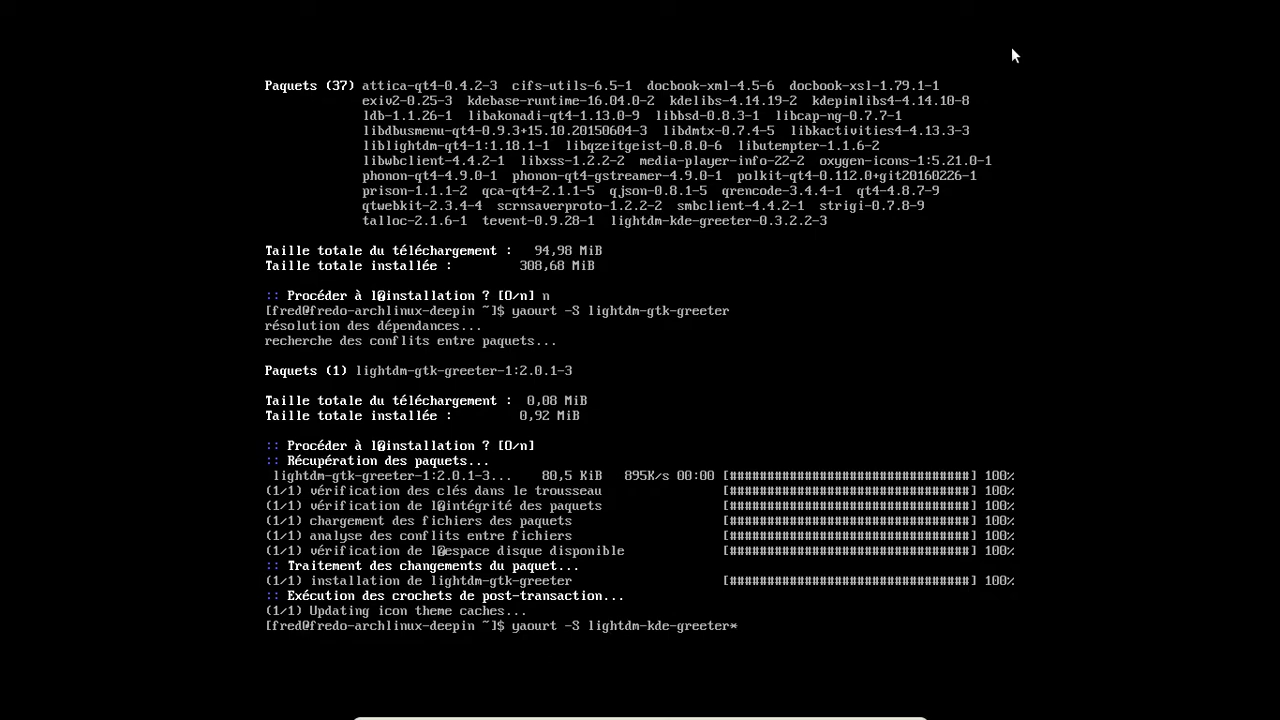 Paquets (37) attica-qt4-0.4.2-3  cifs-utils-6.5-1  docbook-xml-4.5-6  docbook-xsl-1.79.1-1
exiv2-0.25-3  kdebase-runtime-16.04.0-2  kdelibs-4.14.19-2  kdepimlibs4-4.14.10-8
ldb-1.1.26-1  libakonadi-qt4-1.13.0-9  libbsd-0.8.3-1  libcap-ng-0.7.7-1
libdbusmenu-qt4-0.9.3+15.10.20150604-3  libdmtx-0.7.4-5  libkactivities4-4.13.3-3
liblightdm-qt4-1:1.18.1-1  libqzeitgeist-0.8.0-6  libutempter-1.1.6-2
libwbclient-4.4.2-1  libxss-1.2.2-2  media-player-info-22-2  oxygen-icons-1:5.21.0-1
phonon-qt4-4.9.0-1  phonon-qt4-gstreamer-4.9.0-1  polkit-qt4-0.112.0+git20160226-1
prison-1.1.1-2  qca-qt4-2.1.1-5  qjson-0.8.1-5  qrencode-3.4.4-1  qt4-4.8.7-9
qtwebkit-2.3.4-4  scrnsaverproto-1.2.2-2  smbclient-4.4.2-1  strigi-0.7.8-9
talloc-2.1.6-1  tevent-0.9.28-1  lightdm-kde-greeter-0.3.2.2-3
Taille totale du téléchargement :   94,98 MiB
Taille totale installée :         308,68 MiB
:: Procéder à l�installation ? [O/n] n
[fred@fredo-archlinux-deepin ~]$ yaourt -S lightdm-gtk-greeter
résolution des dépendances...
recherche des conflits entre paquets...
Paquets (1) lightdm-gtk-greeter-1:2.0.1-3
Taille totale du téléchargement :  0,08 MiB
Taille totale installée :         0,92 MiB
:: Procéder à l�installation ? [O/n]
:: Récupération des paquets...
lightdm-gtk-greeter-1:2.0.1-3...    80,5 KiB   895K/s 00:00 [#################################] 100%
(1/1) vérification des clés dans le trousseau                [#################################] 100%
(1/1) vérification de l�intégrité des paquets                [#################################] 100%
(1/1) chargement des fichiers des paquets                    [#################################] 100%
(1/1) analyse des conflits entre fichiers                    [#################################] 100%
(1/1) vérification de l�espace disque disponible             [#################################] 100%
:: Traitement des changements du paquet...
(1/1) installation de lightdm-gtk-greeter                    [#################################] 100%
:: Exécution des crochets de post-transaction...
(1/1) Updating icon theme caches...
[fred@fredo-archlinux-deepin ~]$ yaourt -S lightdm-kde-greeter*